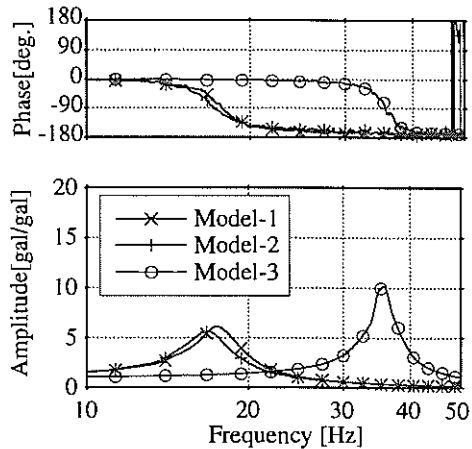 Phase[deg.]
180
90
0
-90
-180
Amplitude[gal/gal]
20
15
10
5
0
Model-1
Model-2
Model-3
10 20 30 40 50
Frequency [Hz]